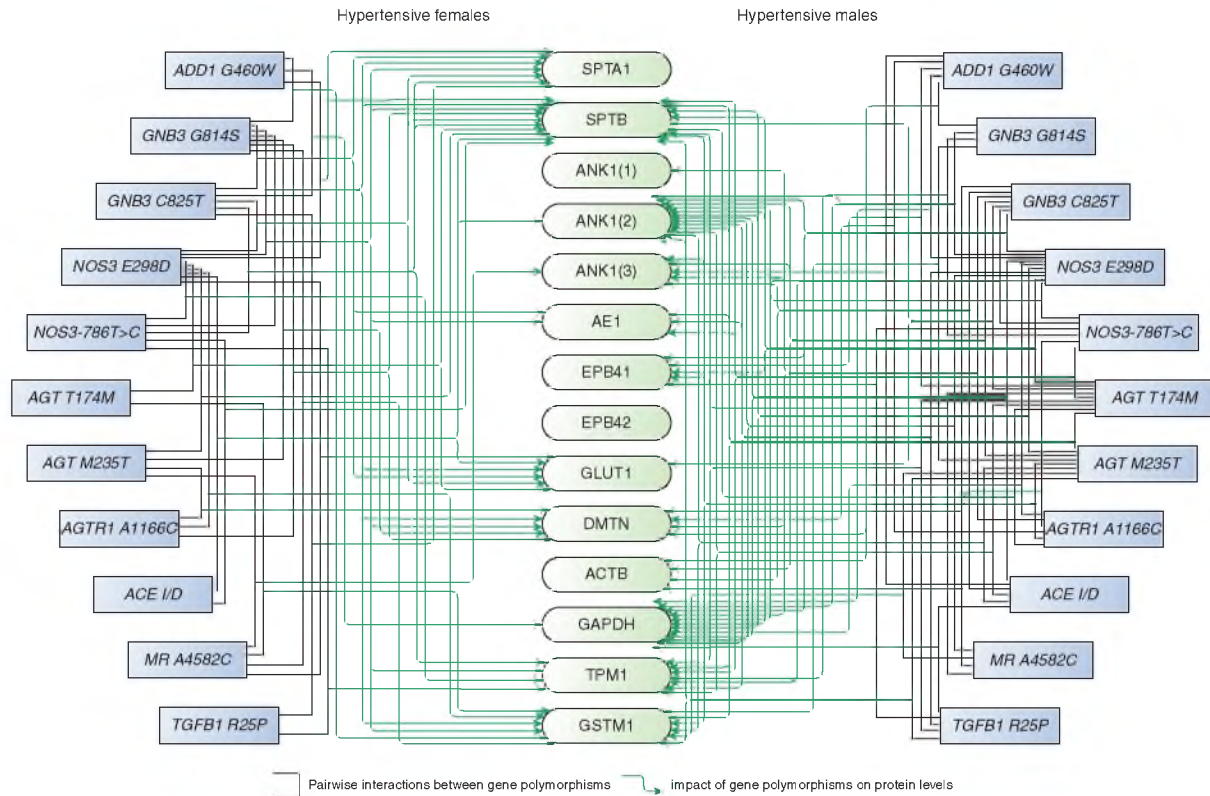 Hypertensive females
Hypertensive males
ADD1 G460W
GNB3 G814S
GNB3 C825T
NOS3 E298D
NOS3-786T>C
AGT T174M
AGT M235T
AGTR1 A1166C
ACE I/D
MR A4582C
TGFB1 R25P
SPTA1
SPTB
ANK1(1)
ANK1(2)
ANK1(3)
AE1
EPB41
EPB42
GLUT1
DMTN
ACTB
GAPDH
TPM1
GSTM1
ADD1 G460W
GNB3 G814S
GNB3 C825T
NOS3 E298D
NOS3-786T>C
AGT T174M
AGT M235T
AGTR1 A1166C
ACE I/D
MR A4582C
TGFB1 R25P
Pairwise interactions between gene polymorphisms
impact of gene polymorphisms on protein levels